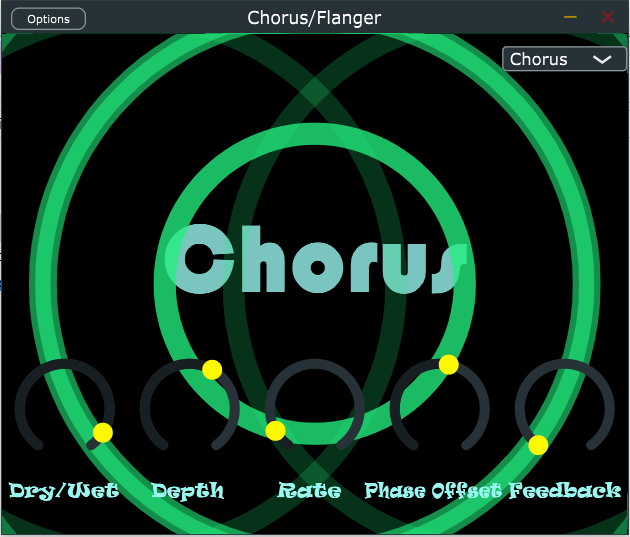 Options
Chorus/Flanger
Chorus
Chorus
Dry/Wet Depth Rate Phase Offset Feedback